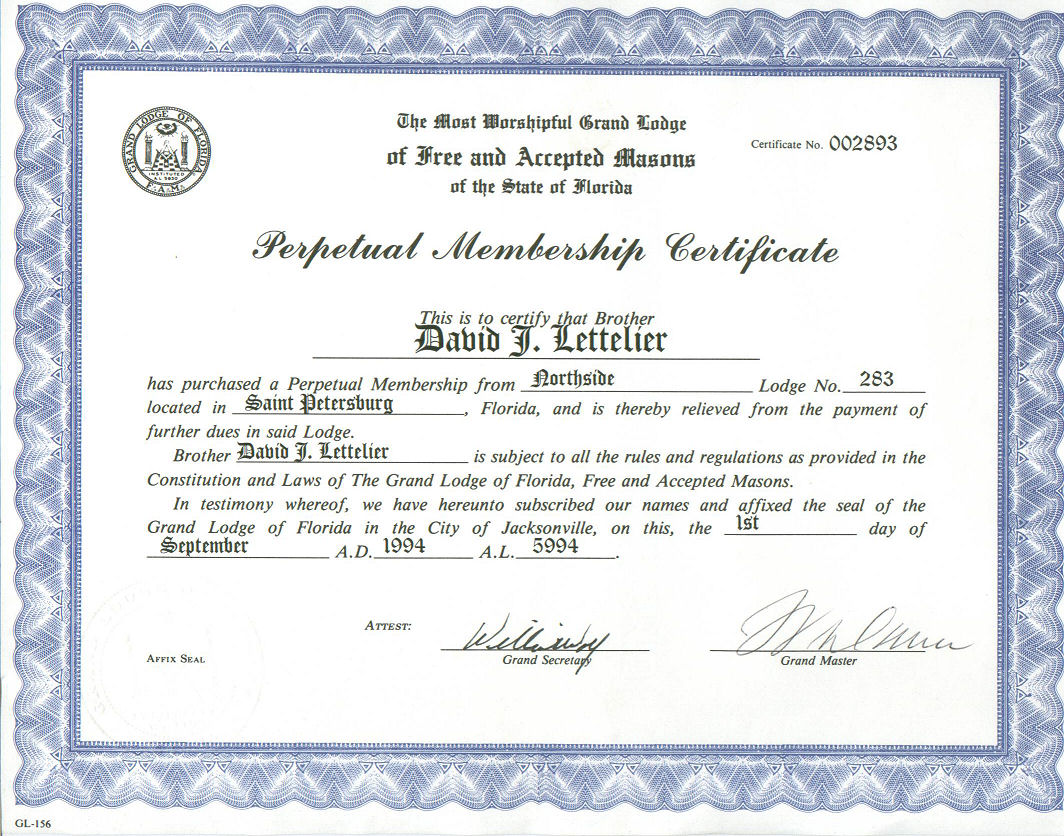 GRAND LODGE OF FLORIDA
INSTITUTED
A.L. 5830
F. & A.M.
The Most Worshipful Grand Lodge
of Free and Accepted Masons
of the State of Florida
Certificate No. 002893
Perpetual Membership Certificate
This is to certify that Brother
David J. Lettelier
has purchased a Perpetual Membership from Northside Lodge No. 283
located in Saint Petersburg, Florida, and is thereby relieved from the payment of
further dues in said Lodge.
Brother David J. Lettelier is subject to all the rules and regulations as provided in the
Constitution and Laws of The Grand Lodge of Florida, Free and Accepted Masons.
In testimony whereof, we have hereunto subscribed our names and affixed the seal of the
Grand Lodge of Florida in the City of Jacksonville, on this, the 1st day of
September A.D. 1994 A.L. 5994.
ATTEST:
Grand Secretary
Grand Master
AFFIX SEAL
GL-156